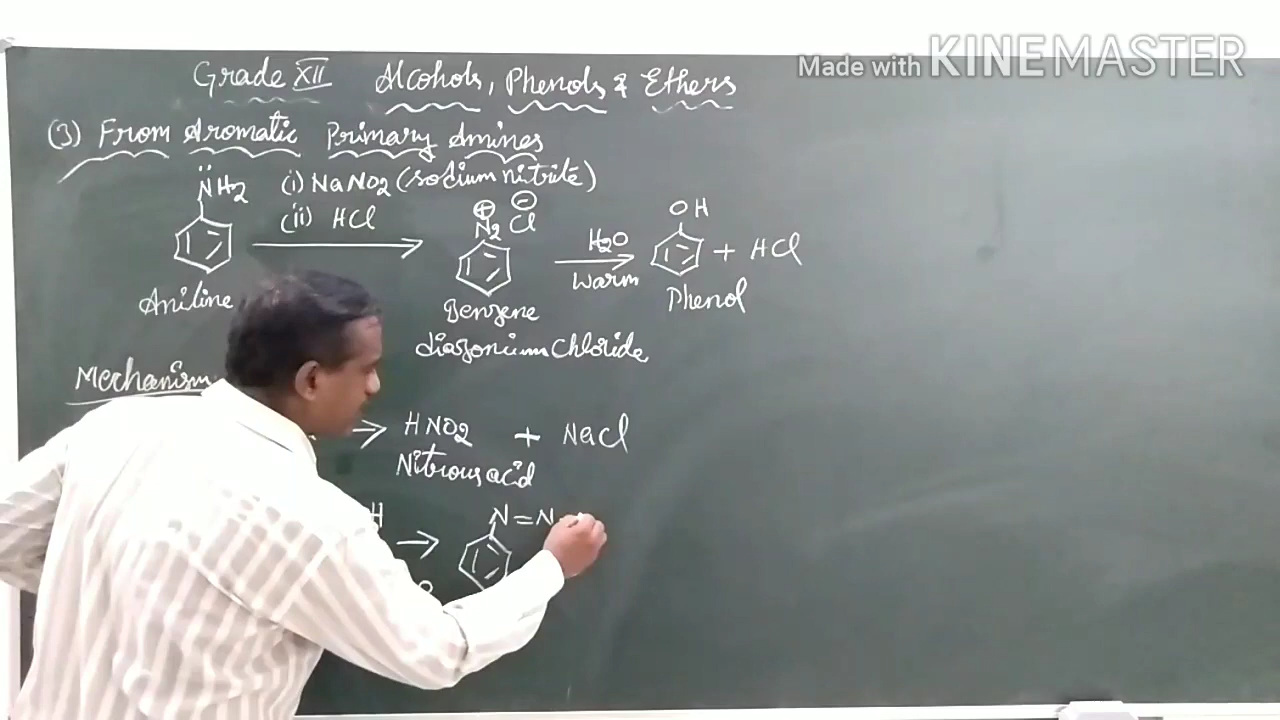 Made with KINEMASTER
Grade XII Alcohols, Phenols & Ethers
(3) From Aromatic Primary Amines
NH2 (i) NaNO2 (sodium nitrite)
(ii) HCl
⊕ ⊖
N2 Cl
H2O
warm
OH
+ HCl
Aniline
Benzene
diazonium chloride
Phenol
Mechanism
→ HNO2 + NaCl
Nitrous acid
H
→ N=N